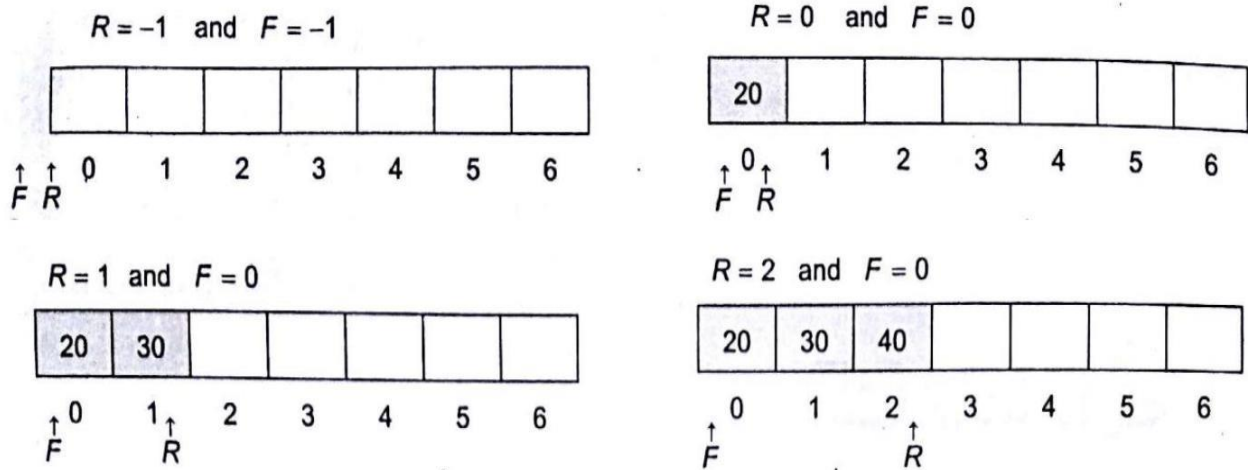 R = –1 and F = –1
0 1 2 3 4 5 6
F R
R = 0 and F = 0
20
0 1 2 3 4 5 6
F R
R = 1 and F = 0
20 30
0 1 2 3 4 5 6
F R
R = 2 and F = 0
20 30 40
0 1 2 3 4 5 6
F R